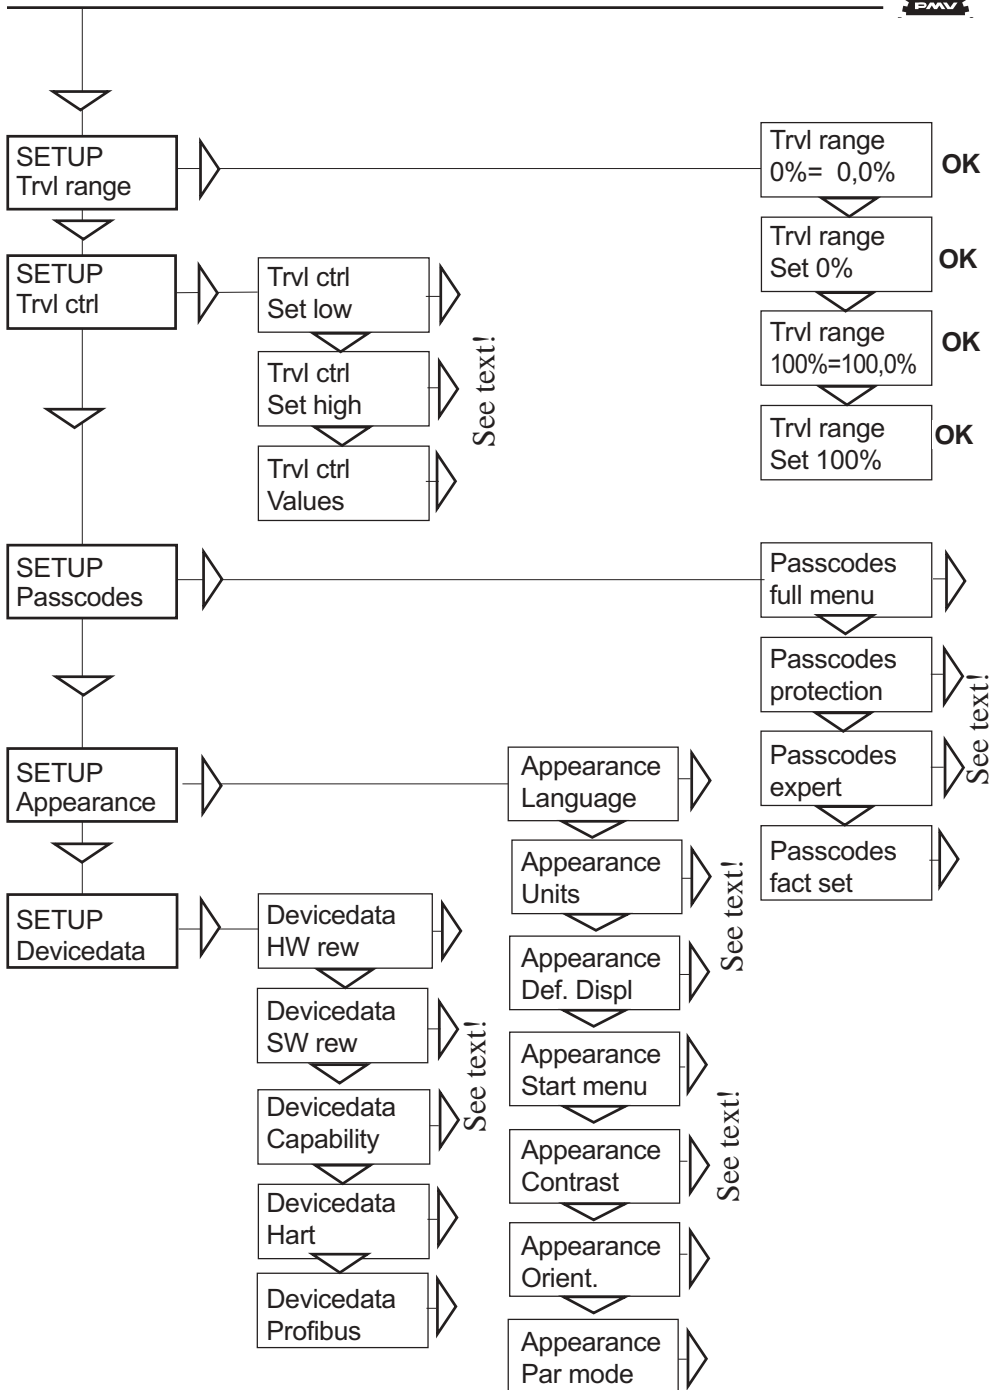 PMV
SETUP
Trvl range
Trvl range
0%= 0,0%
OK
Trvl range
Set 0%
OK
Trvl range
100%=100,0%
OK
Trvl range
Set 100%
OK
SETUP
Trvl ctrl
Trvl ctrl
Set low
Trvl ctrl
Set high
Trvl ctrl
Values
See text!
SETUP
Passcodes
Passcodes
full menu
Passcodes
protection
Passcodes
expert
Passcodes
fact set
See text!
SETUP
Appearance
Appearance
Language
Appearance
Units
Appearance
Def. Displ
Appearance
Start menu
Appearance
Contrast
Appearance
Orient.
Appearance
Par mode
See text!
See text!
SETUP
Devicedata
Devicedata
HW rew
Devicedata
SW rew
Devicedata
Capability
Devicedata
Hart
Devicedata
Profibus
See text!